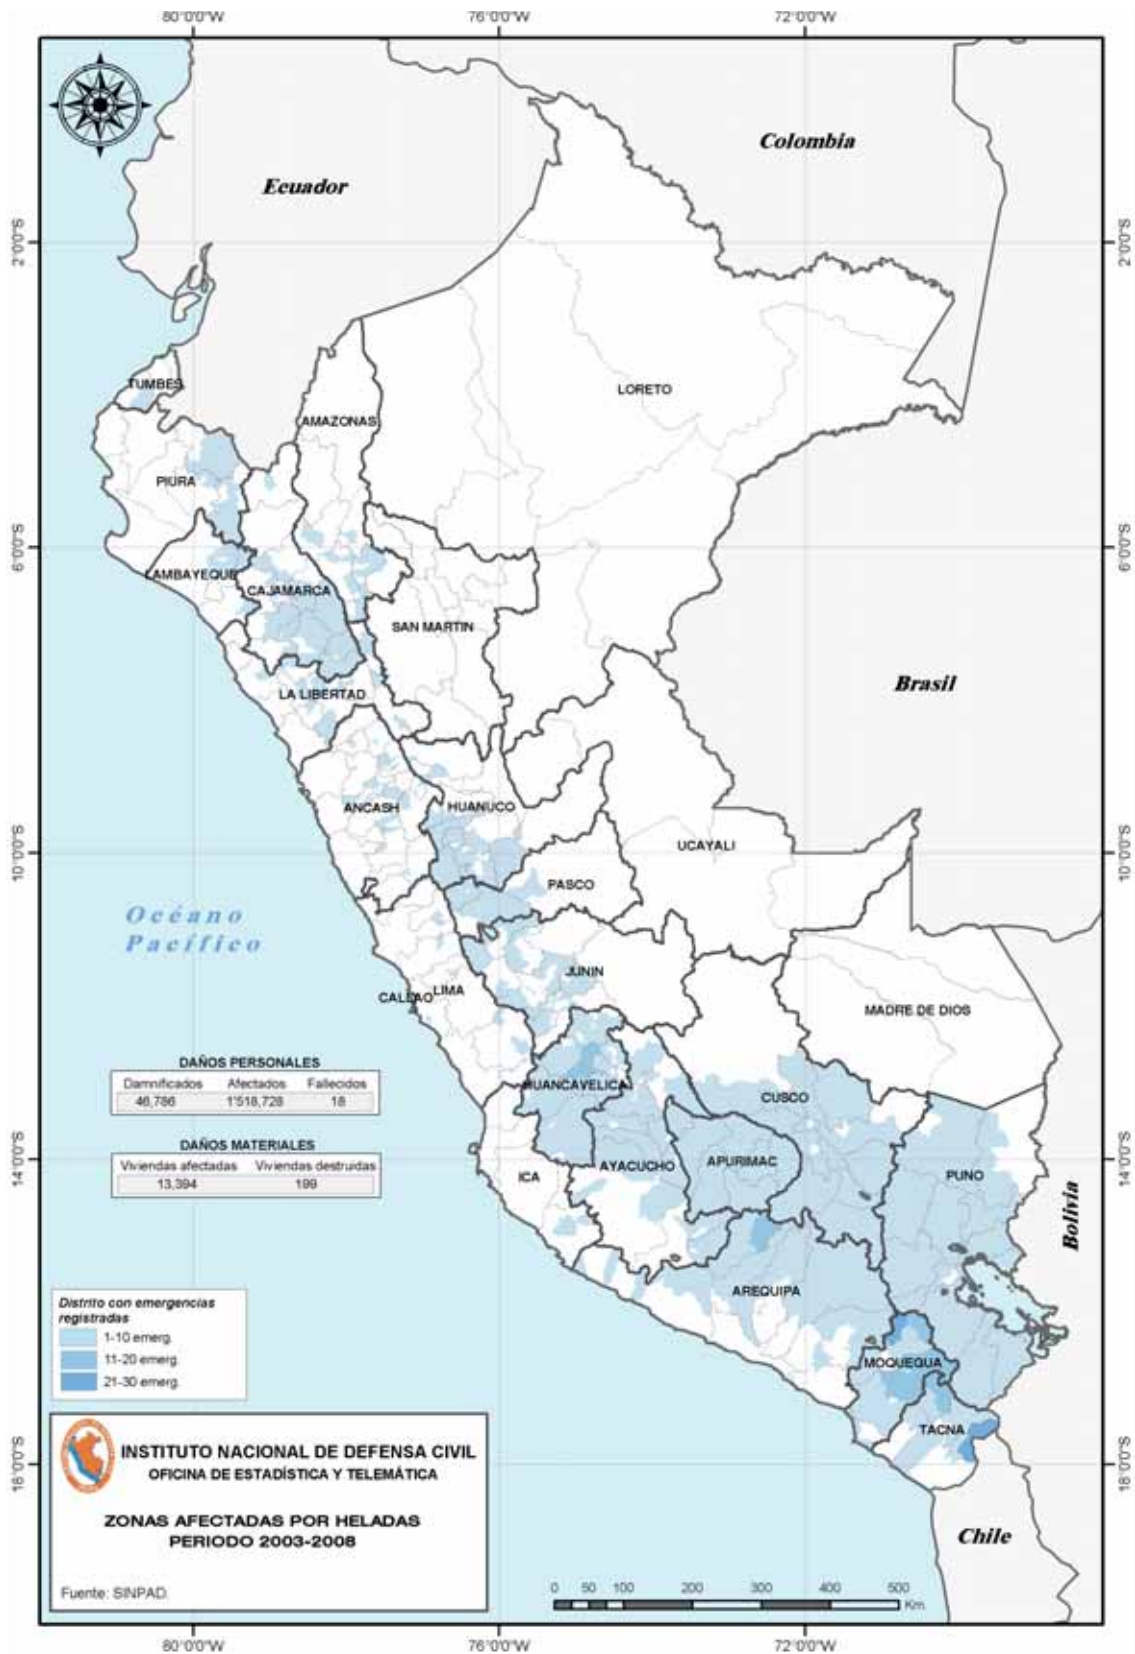 80°0'0"W 76°0'0"W 72°0'0"W
Colombia
Ecuador
2°0'0"S 2°0'0"S
TUMBES
LORETO
AMAZONAS
PIURA
6°0'0"S 6°0'0"S
LAMBAYEQUE
CAJAMARCA
SAN MARTIN
Brasil
LA LIBERTAD
ANCASH
HUANUCO
UCAYALI
10°0'0"S 10°0'0"S
PASCO
Océano
Pacífico
JUNIN
CALLAO
LIMA
MADRE DE DIOS
DAÑOS PERSONALES
Damnificados Afectados Fallecidos
46,786 1'518,728 18
HUANCAVELICA
CUSCO
DAÑOS MATERIALES
Viviendas afectadas Viviendas destruidas
13,394 199
14°0'0"S 14°0'0"S
ICA
AYACUCHO
APURIMAC
PUNO
Bolivia
AREQUIPA
Distrito con emergencias
registradas
1-10 emerg.
11-20 emerg.
21-30 emerg.
MOQUEGUA
TACNA
18°0'0"S 18°0'0"S
INSTITUTO NACIONAL DE DEFENSA CIVIL
OFICINA DE ESTADÍSTICA Y TELEMÁTICA
ZONAS AFECTADAS POR HELADAS
PERIODO 2003-2008
Fuente: SINPAD.
Chile
0 50 100 200 300 400 500
Km.
80°0'0"W 76°0'0"W 72°0'0"W